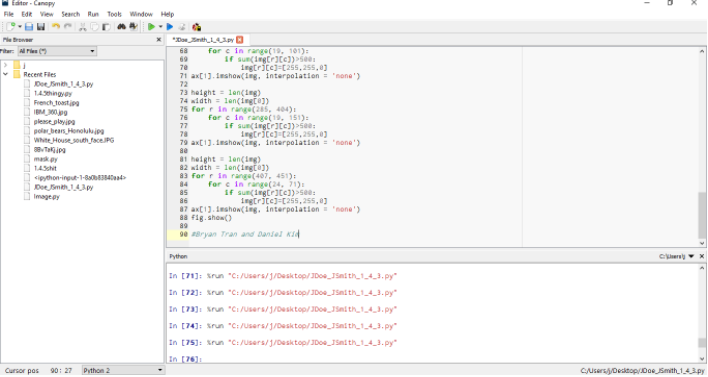 Editor - Canopy
File Edit View Search Run Tools Window Help
File Browser
Filter: All Files (*)
j
Recent Files
JDoe_JSmith_1_4_3.py
1.4.5thingy.py
French_toast.jpg
IBM_360.jpg
please_play.jpg
polar_bears_Honolulu.jpg
White_House_south_face.JPG
8BvTaKj.jpg
mask.py
1.4.5shit
<ipython-input-1-8a0b83840aa4>
JDoe_JSmith_1_4_3.py
Image.py
*JDoe_JSmith_1_4_3.py
68 for c in range(19, 101):
69 if sum(img[r][c])>500:
70 img[r][c]=[255,255,0]
71 ax[1].imshow(img, interpolation = 'none')
72
73 height = len(img)
74 width = len(img[0])
75 for r in range(285, 404):
76 for c in range(19, 151):
77 if sum(img[r][c])>500:
78 img[r][c]=[255,255,0]
79 ax[1].imshow(img, interpolation = 'none')
80
81 height = len(img)
82 width = len(img[0])
83 for r in range(407, 451):
84 for c in range(24, 71):
85 if sum(img[r][c])>500:
86 img[r][c]=[255,255,0]
87 ax[1].imshow(img, interpolation = 'none')
88 fig.show()
89
90 #Bryan Tran and Daniel Kim
Python
C:\Users\j
In [71]: %run "C:/Users/j/Desktop/JDoe_JSmith_1_4_3.py"
In [72]: %run "C:/Users/j/Desktop/JDoe_JSmith_1_4_3.py"
In [73]: %run "C:/Users/j/Desktop/JDoe_JSmith_1_4_3.py"
In [74]: %run "C:/Users/j/Desktop/JDoe_JSmith_1_4_3.py"
In [75]: %run "C:/Users/j/Desktop/JDoe_JSmith_1_4_3.py"
In [76]:
Cursor pos 90 : 27 Python 2 C:/Users/j/Desktop/JDoe_JSmith_1_4_3.py